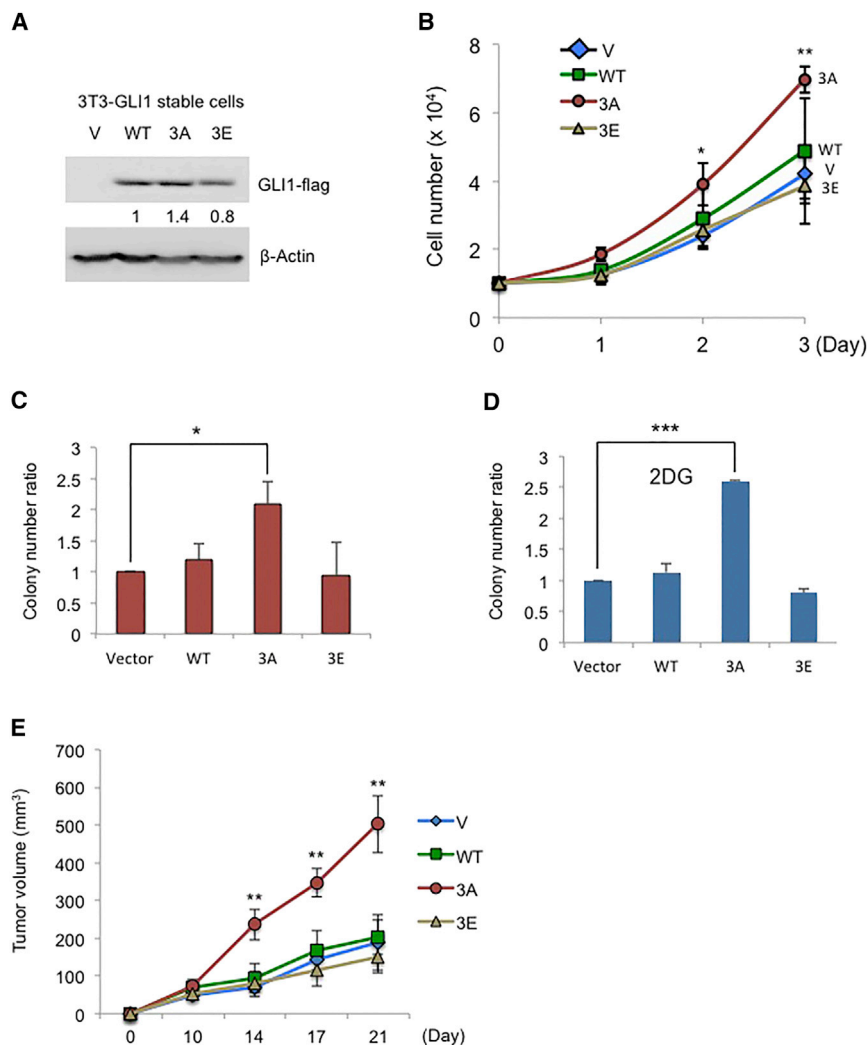 A
3T3-GLI1 stable cells
V WT 3A 3E
GLI1-flag
1 1.4 0.8
β-Actin
B
V
WT
3A
3E
Cell number (x 10⁴)
8
6
4
2
0
* **
3A
WT
V
3E
0 1 2 3 (Day)
C
Colony number ratio
3
2.5
2
1.5
1
0.5
0
*
Vector WT 3A 3E
D
Colony number ratio
***
2DG
3
2.5
2
1.5
1
0.5
0
Vector WT 3A 3E
E
Tumor volume (mm³)
700
600
500
400
300
200
100
0
** ** **
V
WT
3A
3E
0 10 14 17 21 (Day)